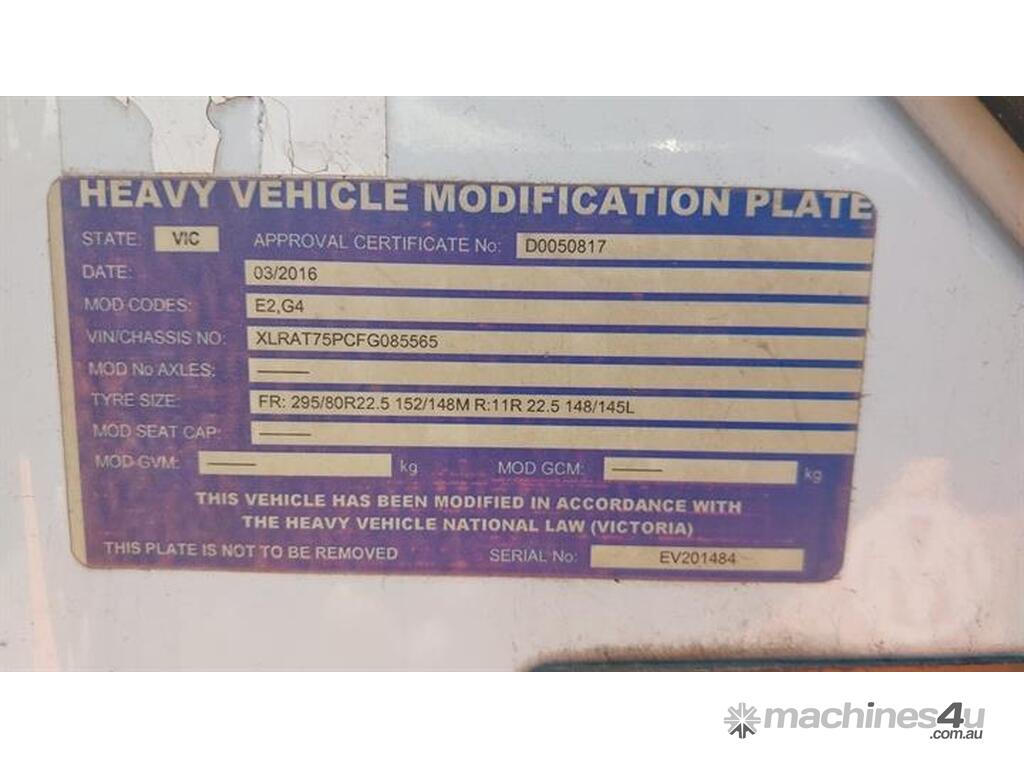 HEAVY VEHICLE MODIFICATION PLATE
STATE: VIC APPROVAL CERTIFICATE No: D0050817
DATE: 03/2016
MOD CODES: E2,G4
VIN/CHASSIS NO: XLRAT75PCFG085565
MOD No AXLES: ———
TYRE SIZE: FR: 295/80R22.5 152/148M R:11R 22.5 148/145L
MOD SEAT CAP: ———
MOD GVM: ——— kg MOD GCM: ——— kg
THIS VEHICLE HAS BEEN MODIFIED IN ACCORDANCE WITH
THE HEAVY VEHICLE NATIONAL LAW (VICTORIA)
THIS PLATE IS NOT TO BE REMOVED SERIAL No: EV201484
machines4u
.com.au